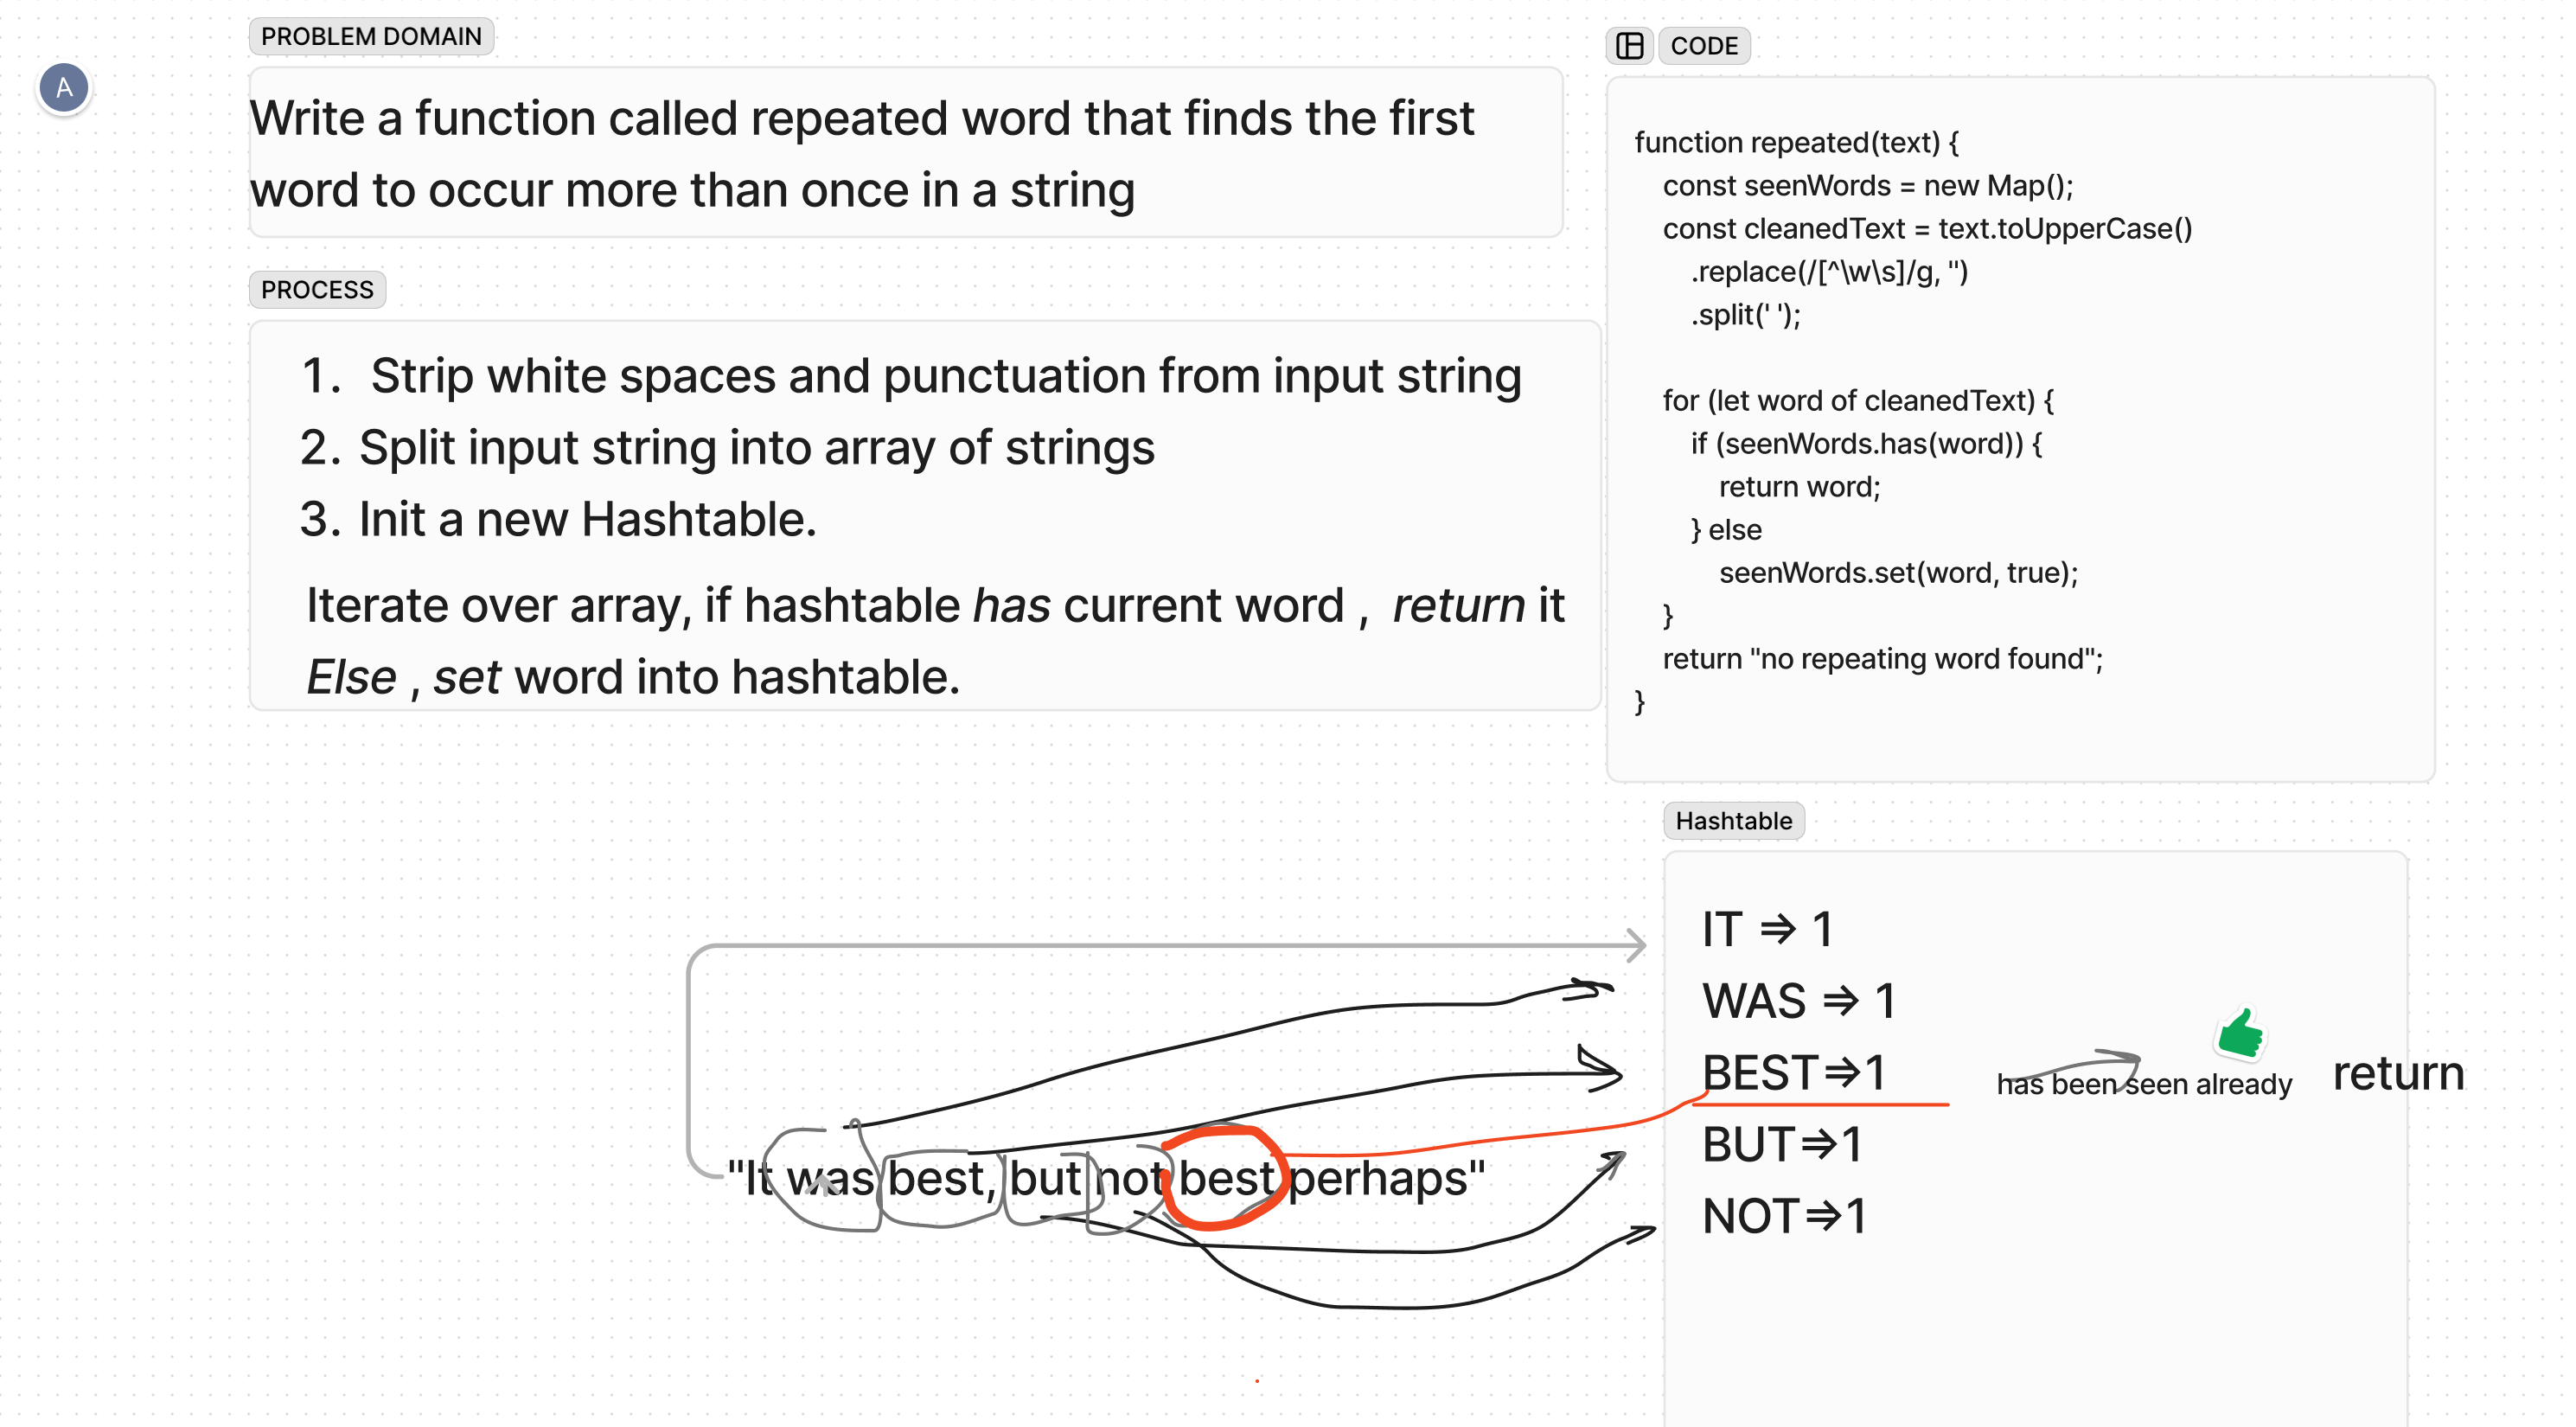 A
PROBLEM DOMAIN
Write a function called repeated word that finds the first
word to occur more than once in a string
PROCESS
1. Strip white spaces and punctuation from input string
2. Split input string into array of strings
3. Init a new Hashtable.
Iterate over array, if hashtable has current word , return it
Else , set word into hashtable.
CODE
function repeated(text) {
const seenWords = new Map();
const cleanedText = text.toUpperCase()
.replace(/[^\w\s]/g, '')
.split(' ');
for (let word of cleanedText) {
if (seenWords.has(word)) {
return word;
} else
seenWords.set(word, true);
}
return "no repeating word found";
}
"It was best, but not best perhaps"
Hashtable
IT => 1
WAS => 1
BEST=>1
has been seen already
return
BUT=>1
NOT=>1